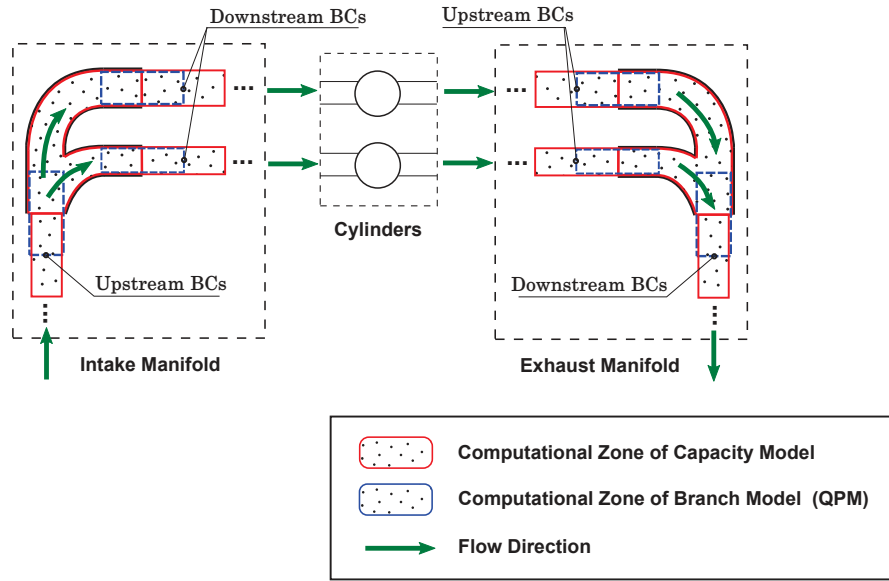 Downstream BCs
Upstream BCs
Cylinders
Upstream BCs
Downstream BCs
Intake Manifold
Exhaust Manifold
Computational Zone of Capacity Model
Computational Zone of Branch Model (QPM)
Flow Direction